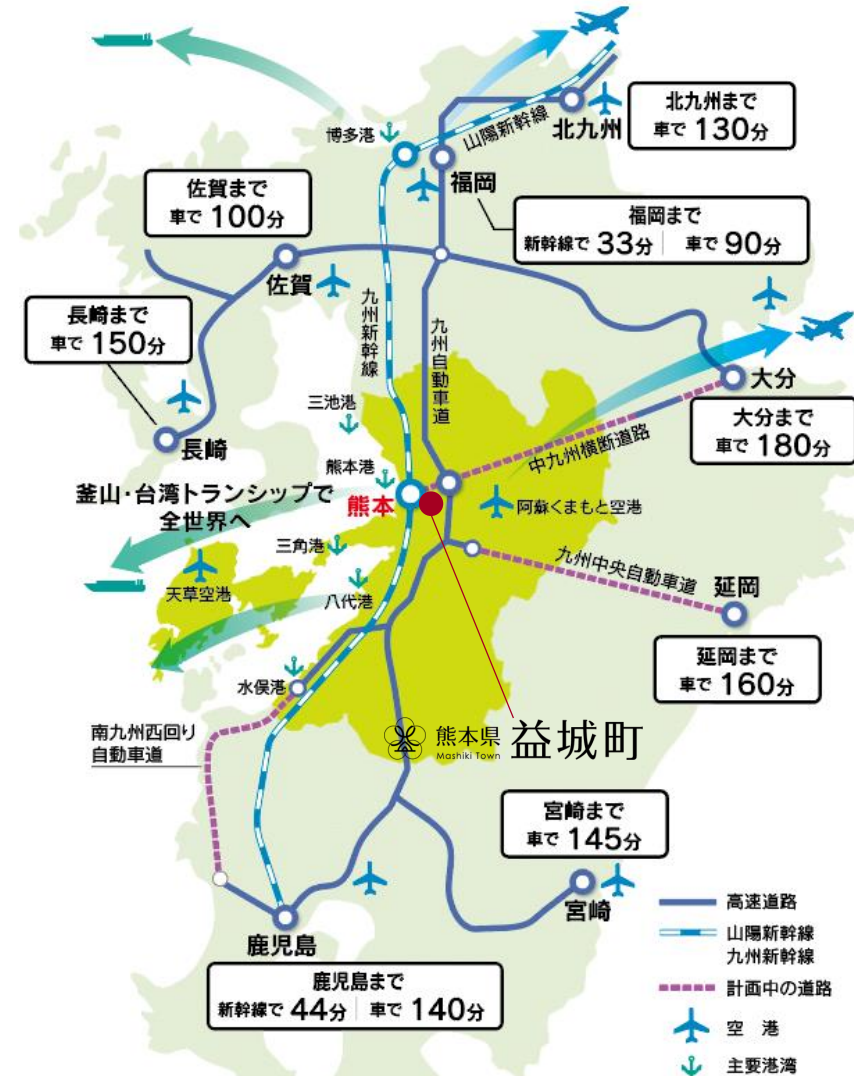 博多港
山陽新幹線
北九州
北九州まで
車で 130分
福岡
佐賀まで
車で 100分
福岡まで
新幹線で 33分 車で 90分
佐賀
長崎まで
車で 150分
九州新幹線
九州自動車道
大分
三池港
長崎
大分まで
車で 180分
中九州横断道路
熊本港
釜山・台湾トランシップで
全世界へ
熊本
阿蘇くまもと空港
三角港
九州中央自動車道
天草空港
八代港
延岡
延岡まで
車で 160分
水俣港
南九州西回り
自動車道
熊本県
Mashiki Town
益城町
宮崎まで
車で 145分
宮崎
鹿児島
鹿児島まで
新幹線で 44分 車で 140分
高速道路
山陽新幹線
九州新幹線
計画中の道路
空 港
主要港湾